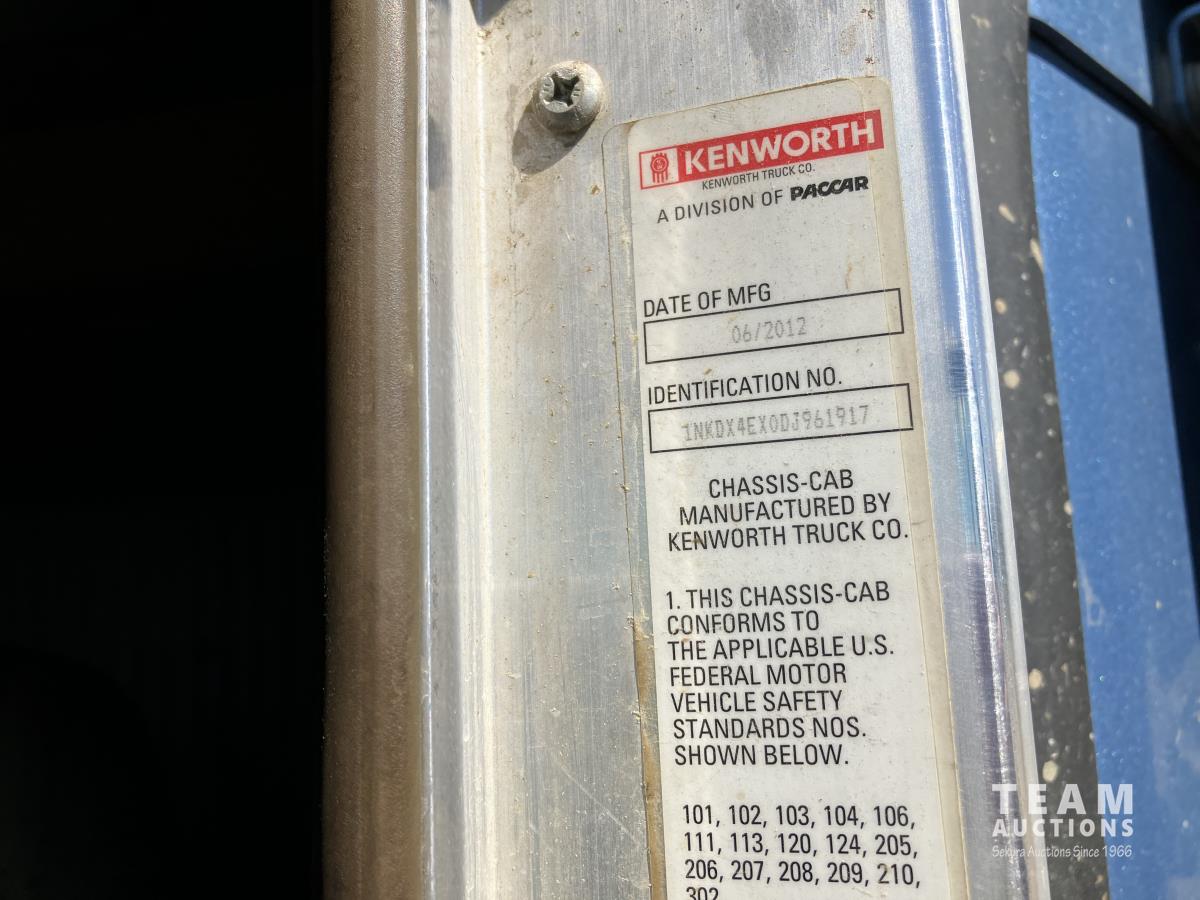 KENWORTH
KENWORTH TRUCK CO.
A DIVISION OF PACCAR
DATE OF MFG
06/2012
IDENTIFICATION NO.
1NKDX4EX0DJ961917
CHASSIS-CAB
MANUFACTURED BY
KENWORTH TRUCK CO.
1. THIS CHASSIS-CAB
CONFORMS TO
THE APPLICABLE U.S.
FEDERAL MOTOR
VEHICLE SAFETY
STANDARDS NOS.
SHOWN BELOW.
101, 102, 103, 104, 106,
111, 113, 120, 124, 205,
206, 207, 208, 209, 210,
302
TEAM
AUCTIONS
Sekura Auctions Since 1966